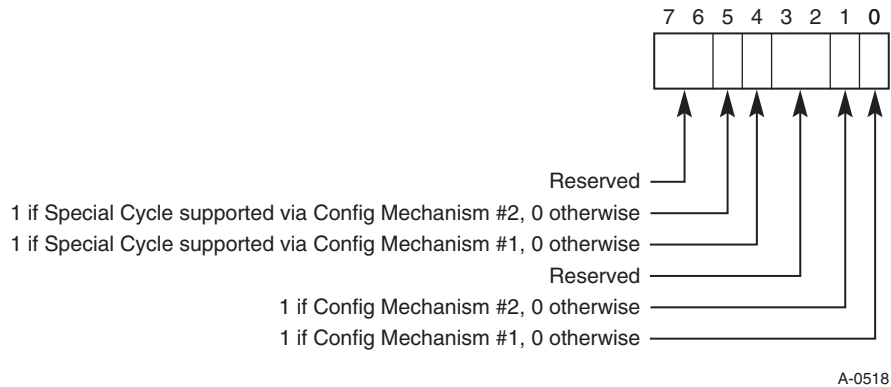 7 6 5 4 3 2 1 0
Reserved
1 if Special Cycle supported via Config Mechanism #2, 0 otherwise
1 if Special Cycle supported via Config Mechanism #1, 0 otherwise
Reserved
1 if Config Mechanism #2, 0 otherwise
1 if Config Mechanism #1, 0 otherwise
A-0518